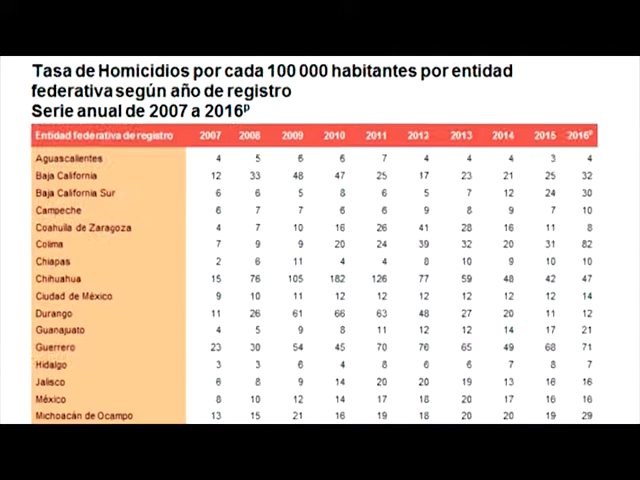 Tasa de Homicidios por cada 100 000 habitantes por entidad
federativa según año de registro
Serie anual de 2007 a 2016ᵖ
Entidad federativa de registro 2007 2008 2009 2010 2011 2012 2013 2014 2015 2016ᵖ
Aguascalientes 4 5 6 6 7 4 4 4 3 4
Baja California 12 33 48 47 25 17 23 21 25 32
Baja California Sur 6 6 5 8 6 5 7 12 24 30
Campeche 6 7 7 6 6 9 8 9 7 10
Coahuila de Zaragoza 4 7 10 16 26 41 28 16 11 8
Colima 7 9 9 20 24 39 32 20 31 82
Chiapas 2 6 11 4 4 8 10 9 10 10
Chihuahua 15 76 105 182 126 77 59 48 42 47
Ciudad de México 9 10 11 12 12 12 12 12 12 14
Durango 11 26 61 66 63 48 27 20 11 12
Guanajuato 4 5 9 8 11 12 12 14 17 21
Guerrero 23 30 54 45 70 76 65 49 68 71
Hidalgo 3 3 6 4 8 6 6 7 8 7
Jalisco 6 8 9 14 20 20 19 13 16 16
México 8 10 12 14 17 18 20 17 16 16
Michoacán de Ocampo 13 15 21 16 19 18 20 20 19 29